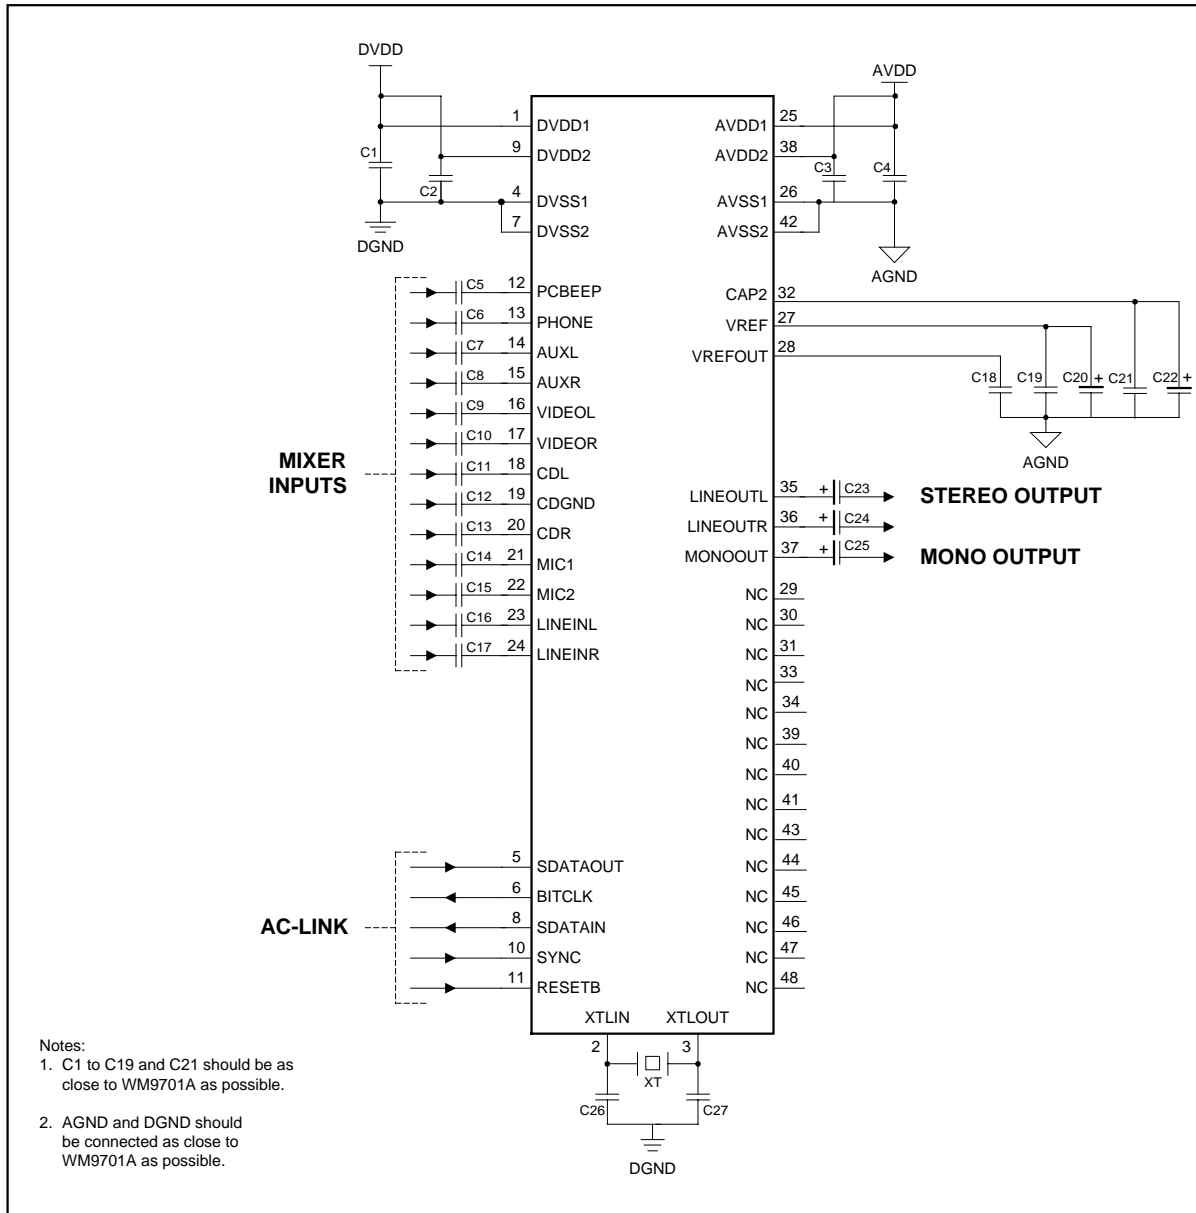 DVDD
AVDD
1 DVDD1 AVDD1 25
9 DVDD2 AVDD2 38
C1 C2 C3 C4
4 DVSS1 AVSS1 26
7 DVSS2 AVSS2 42
DGND
AGND
C5 12 PCBEEP CAP2 32
C6 13 PHONE VREF 27
C7 14 AUXL VREFOUT 28
C8 15 AUXR
C18 C19 C20 + C21 C22 +
C9 16 VIDEOL
C10 17 VIDEOR
AGND
MIXER
INPUTS
C11 18 CDL
C12 19 CDGND LINEOUTL 35 + C23 STEREO OUTPUT
C13 20 CDR LINEOUTR 36 + C24
C14 21 MIC1 MONOOUT 37 + C25 MONO OUTPUT
C15 22 MIC2 NC 29
C16 23 LINEINL NC 30
C17 24 LINEINR NC 31
NC 33
NC 34
NC 39
NC 40
NC 41
NC 43
5 SDATAOUT NC 44
6 BITCLK NC 45
AC-LINK
8 SDATAIN NC 46
10 SYNC NC 47
11 RESETB NC 48
XTLIN XTLOUT
2 3
XT
C26 C27
DGND
Notes:
1. C1 to C19 and C21 should be as
close to WM9701A as possible.
2. AGND and DGND should
be connected as close to
WM9701A as possible.